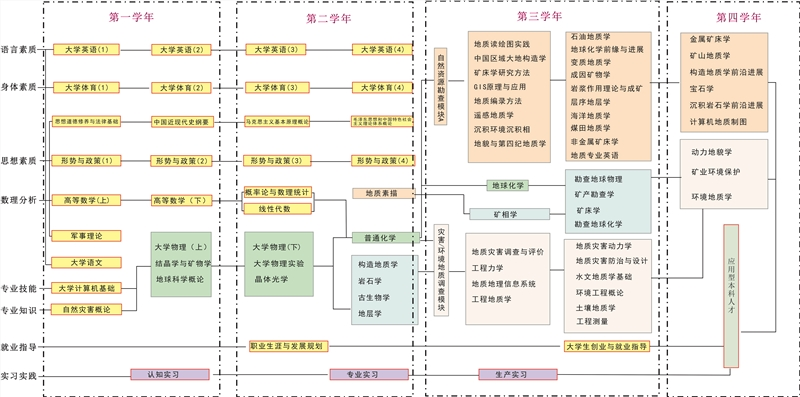 第一学年
第二学年
第三学年
第四学年
语言素质
大学英语(1)
大学英语(2)
大学英语(3)
大学英语(4)
身体素质
大学体育(1)
大学体育(2)
大学体育(3)
大学体育(4)
思想道德修养与法律基础
中国近现代史纲要
马克思主义基本原理概论
毛泽东思想和中国特色社会
主义理论体系概论
思想素质
形势与政策(1)
形势与政策(2)
形势与政策(3)
形势与政策(4)
数理分析
高等数学(上)
高等数学（下）
概率论与数理统计
线性代数
地质素描
普通化学
军事理论
大学语文
专业技能
大学计算机基础
专业知识
自然灾害概论
大学物理（上）
结晶学与矿物学
地球科学概论
大学物理(下)
大学物理实验
晶体光学
构造地质学
岩石学
古生物学
地层学
自然资源勘查模块A
地质读绘图实践
中国区域大地构造学
矿床学研究方法
GIS原理与应用
地质编录方法
遥感地质学
沉积环境沉积相
地貌与第四纪地质学
石油地质学
地球化学前缘与进展
变质地质学
成因矿物学
岩浆作用理论与成矿
层序地层学
海洋地质学
煤田地质学
非金属矿床学
地质专业英语
金属矿床学
矿山地质学
构造地质学前沿进展
宝石学
沉积岩石学前沿进展
计算机地质制图
地球化学
矿相学
勘查地球物理
矿产勘查学
矿床学
勘查地球化学
动力地貌学
矿业环境保护
环境地质学
灾害/环境地质调查模块
地质灾害调查与评价
工程力学
地质地理信息系统
工程地质学
地质灾害动力学
地质灾害防治与设计
水文地质学基础
环境工程概论
土壤地质学
工程测量
应用型本科人才
就业指导
职业生涯与发展规划
大学生创业与就业指导
实习实践
认知实习
专业实习
生产实习